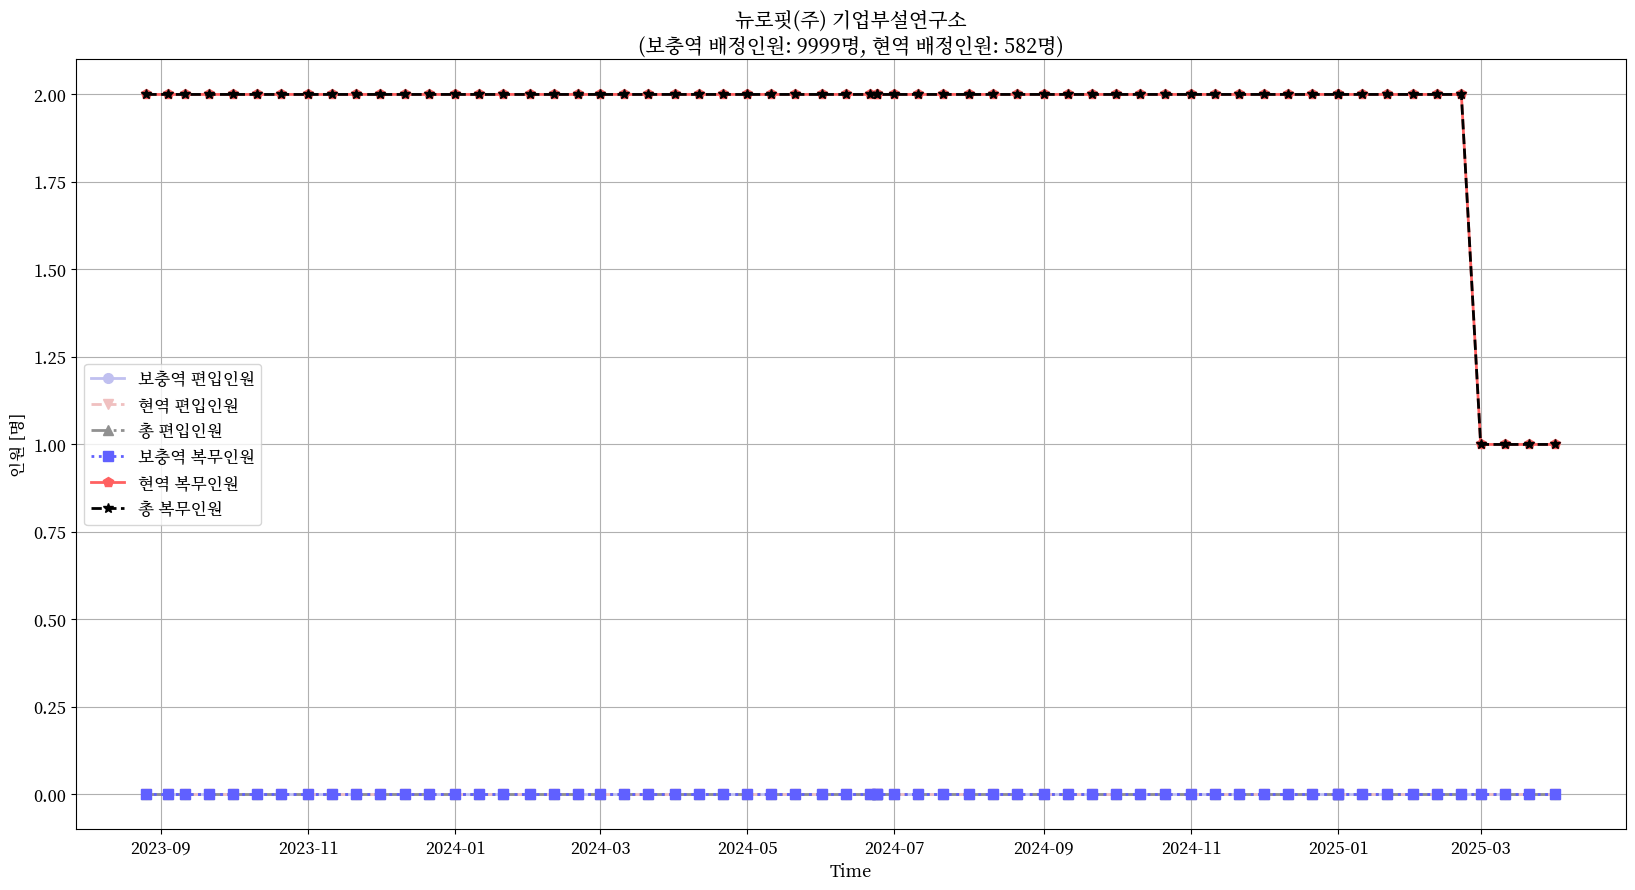 뉴로핏(주) 기업부설연구소
(보충역 배정인원: 9999명, 현역 배정인원: 582명)
2.00
1.75
1.50
1.25
1.00
0.75
0.50
0.25
0.00
인원 [명]
보충역 편입인원
현역 편입인원
총 편입인원
보충역 복무인원
현역 복무인원
총 복무인원
2023-09
2023-11
2024-01
2024-03
2024-05
2024-07
2024-09
2024-11
2025-01
2025-03
Time